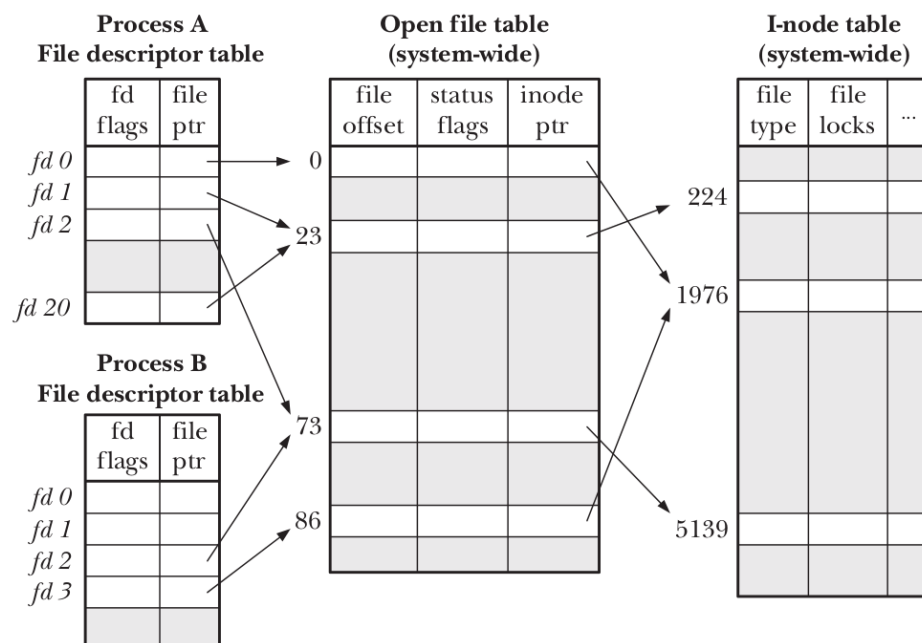 Process A
File descriptor table
fd
flags
file
ptr
fd 0
fd 1
fd 2
fd 20
Process B
File descriptor table
fd
flags
file
ptr
fd 0
fd 1
fd 2
fd 3
Open file table
(system-wide)
file
offset
status
flags
inode
ptr
0
23
73
86
I-node table
(system-wide)
file
type
file
locks
...
224
1976
5139